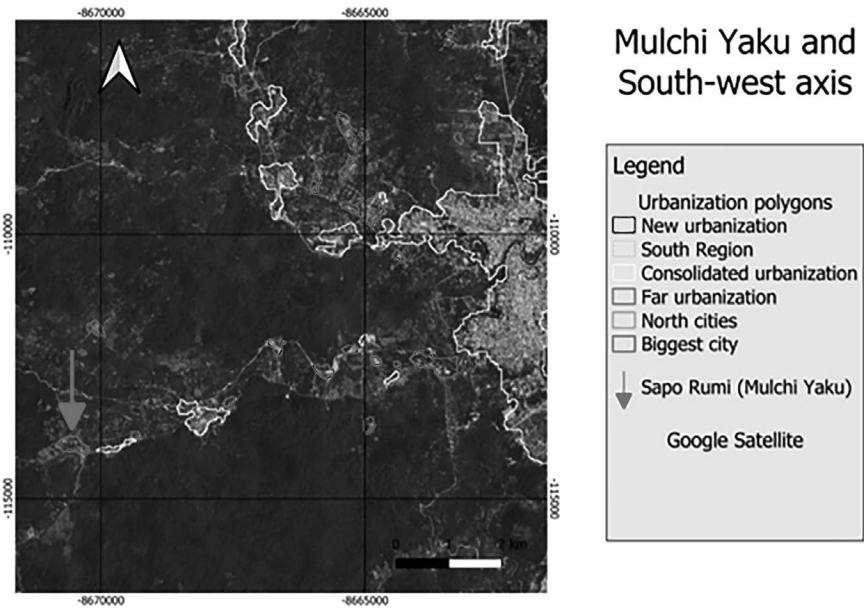 -8670000
-8665000
Mulchi Yaku and
South-west axis
Legend
Urbanization polygons
New urbanization
South Region
Consolidated urbanization
Far urbanization
North cities
Biggest city
Sapo Rumi (Mulchi Yaku)
Google Satellite
-110000
-110000
-115000
-115000
0 1 2 km
-8670000
-8665000